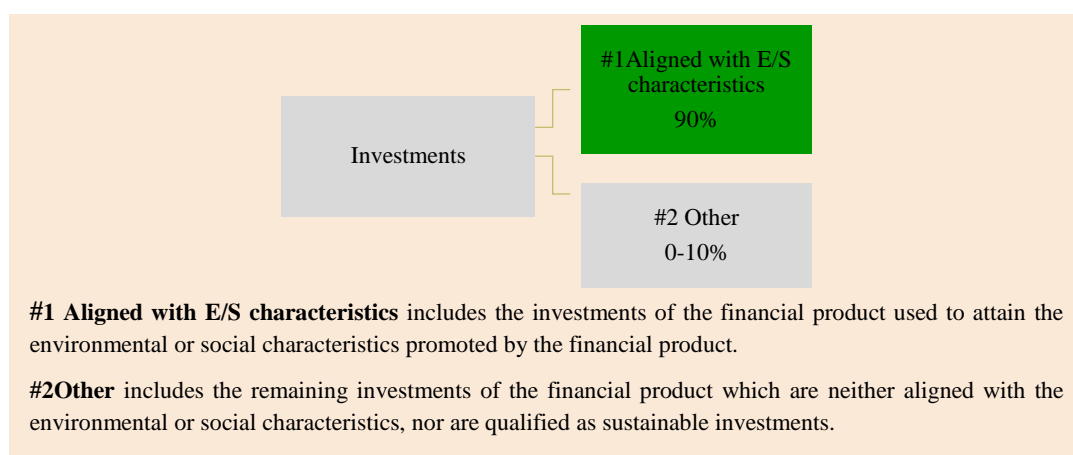 #1Aligned with E/S
characteristics
90%
Investments
#2 Other
0-10%
#1 Aligned with E/S characteristics includes the investments of the financial product used to attain the
environmental or social characteristics promoted by the financial product.
#2Other includes the remaining investments of the financial product which are neither aligned with the
environmental or social characteristics, nor are qualified as sustainable investments.